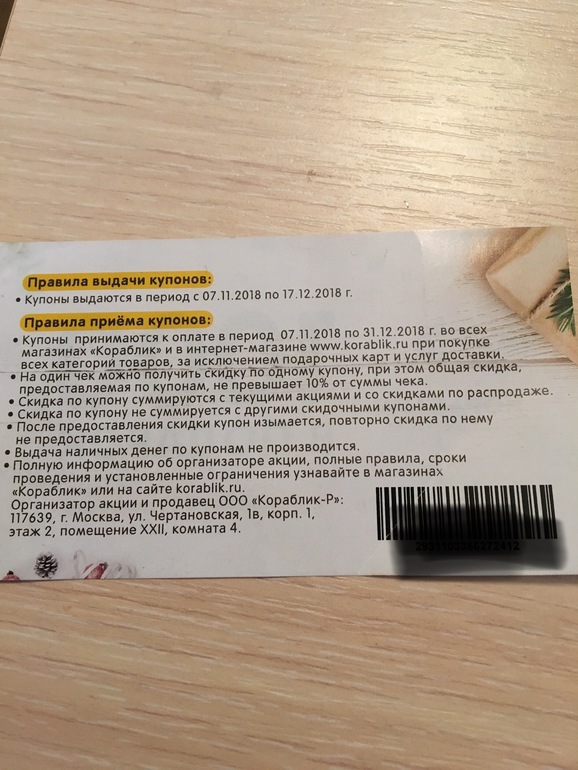 Правила выдачи купонов:
• Купоны выдаются в период с 07.11.2018 по 17.12.2018 г.
Правила приёма купонов:
• Купоны принимаются к оплате в период 07.11.2018 по 31.12.2018 г. во всех
магазинах «Кораблик» и в интернет-магазине www.korablik.ru при покупке
всех категорий товаров, за исключением подарочных карт и услуг доставки.
• На один чек можно получить скидку по одному купону, при этом общая скидка,
предоставляемая по купонам, не превышает 10% от суммы чека.
• Скидка по купону суммируются с текущими акциями и со скидками по распродаже.
• Скидка по купону не суммируется с другими скидочными купонами.
• После предоставления скидки купон изымается, повторно скидка по нему
не предоставляется.
• Выдача наличных денег по купонам не производится.
• Полную информацию об организаторе акции, полные правила, сроки
проведения и установленные ограничения узнавайте в магазинах
«Кораблик» или на сайте korablik.ru.
Организатор акции и продавец ООО «Кораблик-Р»:
117639, г. Москва, ул. Чертановская, 1в, корп. 1,
этаж 2, помещение XXII, комната 4.